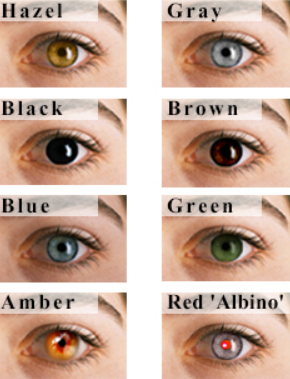 Hazel
Gray
Black
Brown
Blue
Green
Amber
Red 'Albino'